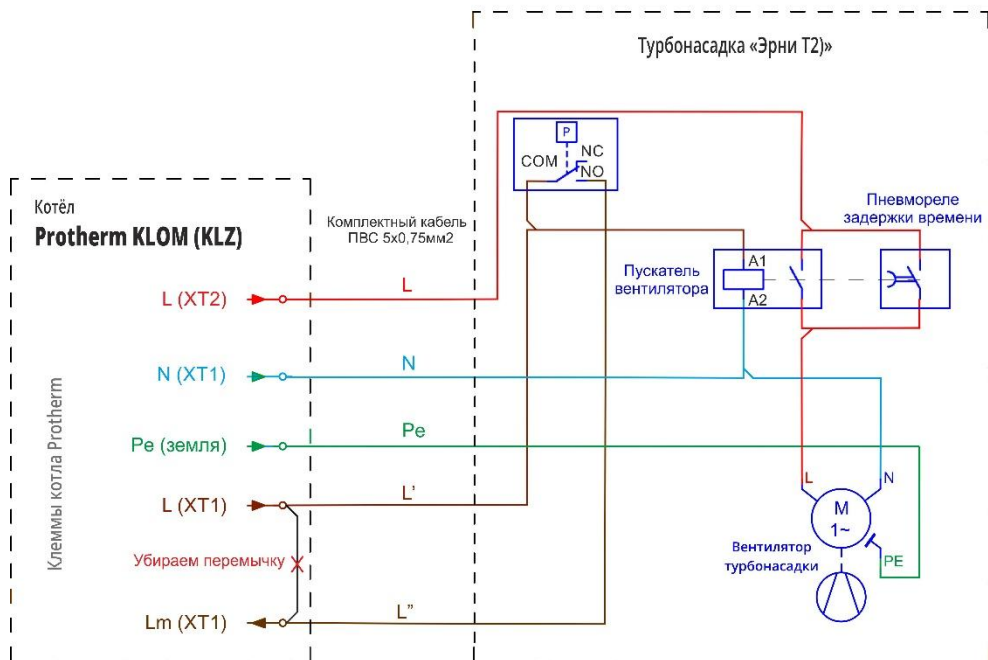 Турбонасадка «Эрни Т2)»
P
COM
NC
NO
Котёл
Protherm KLOM (KLZ)
Комплектный кабель
ПВС 5х0,75мм2
Пневмореле
задержки времени
Пускатель
вентилятора
A1
A2
L (XT2)
L
N (XT1)
N
Pe (земля)
Pe
L (XT1)
L'
Убираем перемычку
Lm (XT1)
L”
Клеммы котла Protherm
L
N
M
1~
PE
Вентилятор
турбонасадки